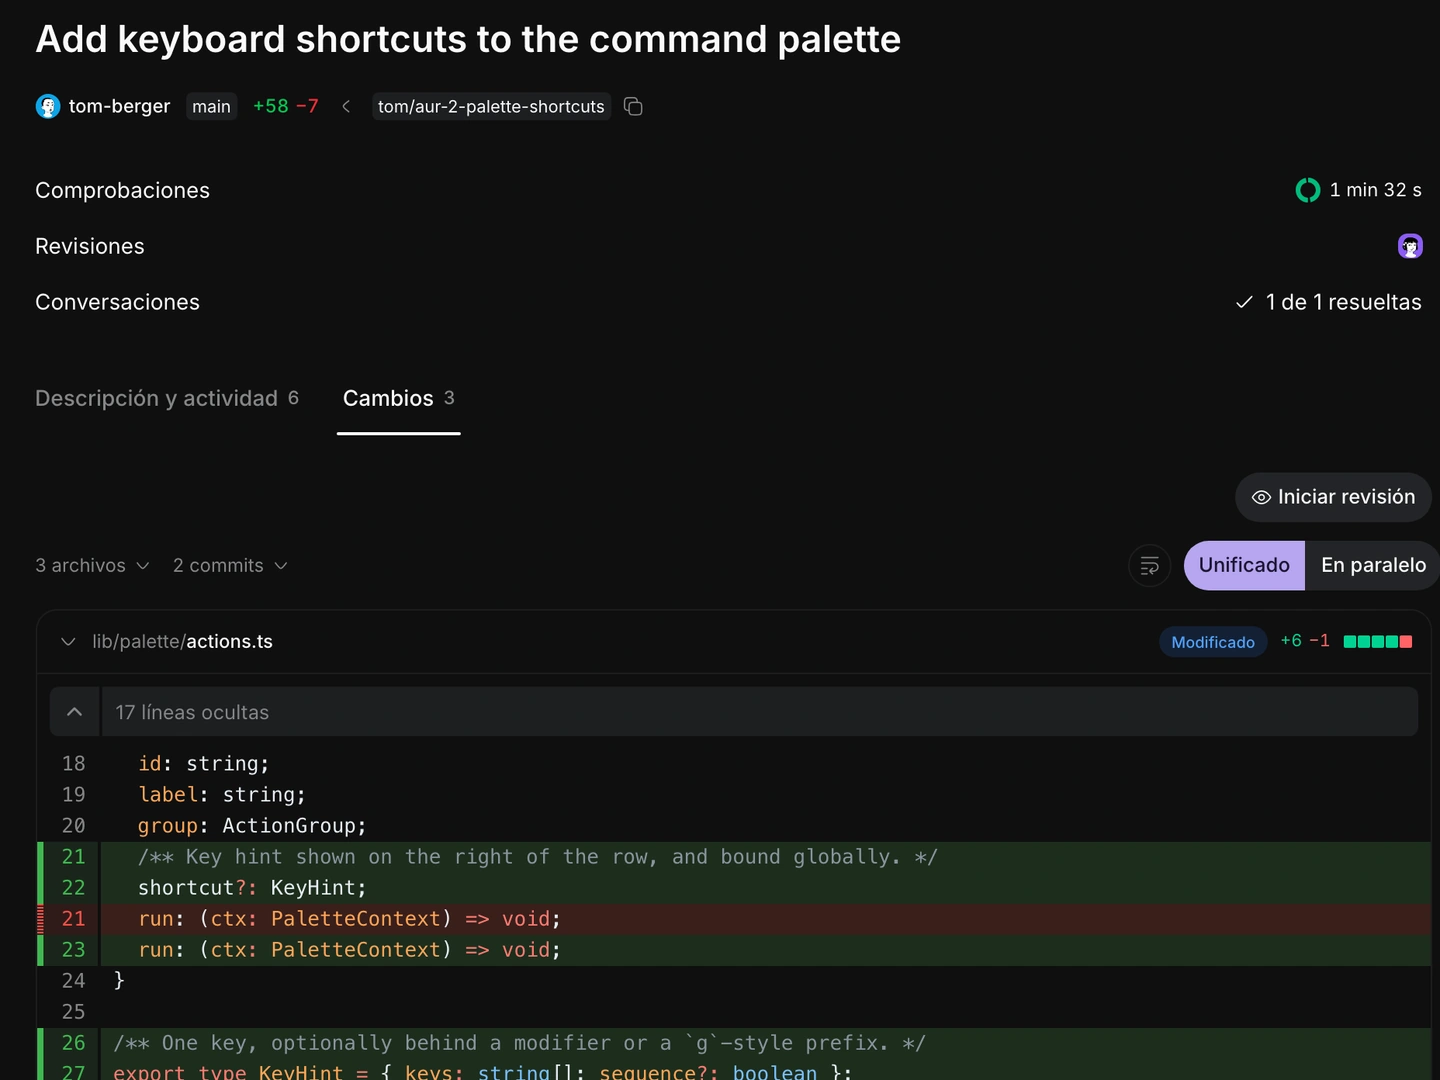 Add keyboard shortcuts to the command palette
tom-berger main +58 −7 tom/aur-2-palette-shortcuts
Comprobaciones 1 min 32 s
Revisiones
Conversaciones 1 de 1 resueltas
Descripción y actividad 6 Cambios 3
Iniciar revisión
3 archivos 2 commits Unificado En paralelo
lib/palette/actions.ts Modificado +6 −1
17 líneas ocultas
18 id: string;
19 label: string;
20 group: ActionGroup;
21 /** Key hint shown on the right of the row, and bound globally. */
22 shortcut?: KeyHint;
21 run: (ctx: PaletteContext) => void;
23 run: (ctx: PaletteContext) => void;
24 }
25
26 /** One key, optionally behind a modifier or a `g`-style prefix. */
27 export type KeyHint = { keys: string[]; sequence?: boolean };